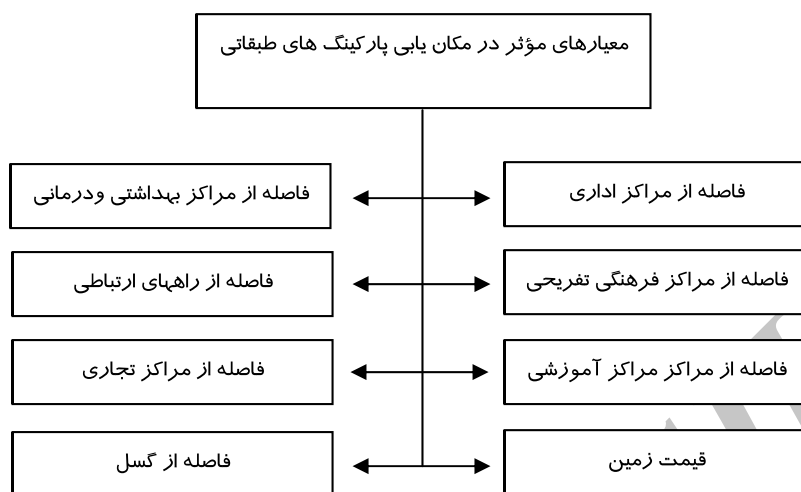 معیارهای مؤثر در مکان یابی پارکینگ های طبقاتی
فاصله از مراکز اداری
فاصله از مراکز بهداشتی ودرمانی
فاصله از مراکز فرهنگی تفریحی
فاصله از راههای ارتباطی
فاصله از مراکز مراکز آموزشی
فاصله از مراکز تجاری
قیمت زمین
فاصله از گسل